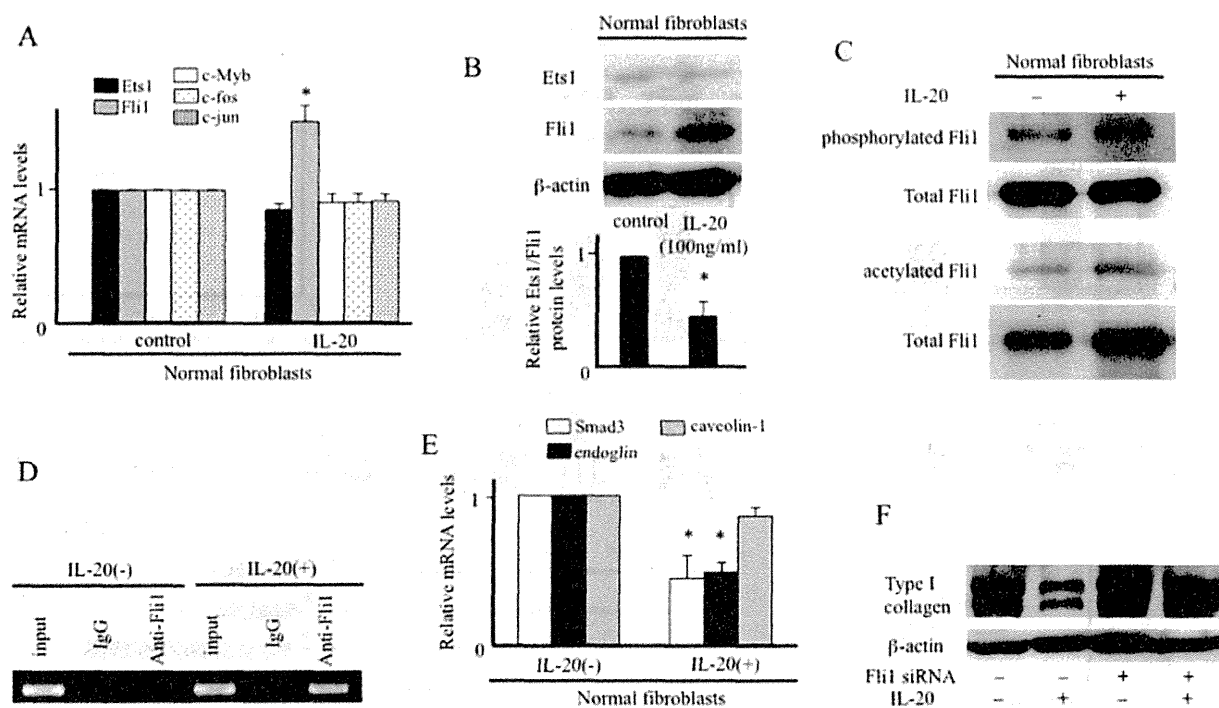 A
Ets1
Fli1
c-Myb
c-fos
c-jun
*
Relative mRNA levels
1
0
control
IL-20
Normal fibroblasts
B
Normal fibroblasts
Ets1
Fli1
β-actin
control
IL-20
(100ng/ml)
Relative Ets1/Fli1
protein levels
1
*
0
C
Normal fibroblasts
IL-20
– +
phosphorylated Fli1
Total Fli1
acetylated Fli1
Total Fli1
D
IL-20(-)
IL-20(+)
input
IgG
Anti-Fli1
input
IgG
Anti-Fli1
E
Smad3
endoglin
caveolin-1
Relative mRNA levels
1
* *
0
IL-20(-)
IL-20(+)
Normal fibroblasts
F
Type I
collagen
β-actin
Fli1 siRNA – – + +
IL-20 – + – +